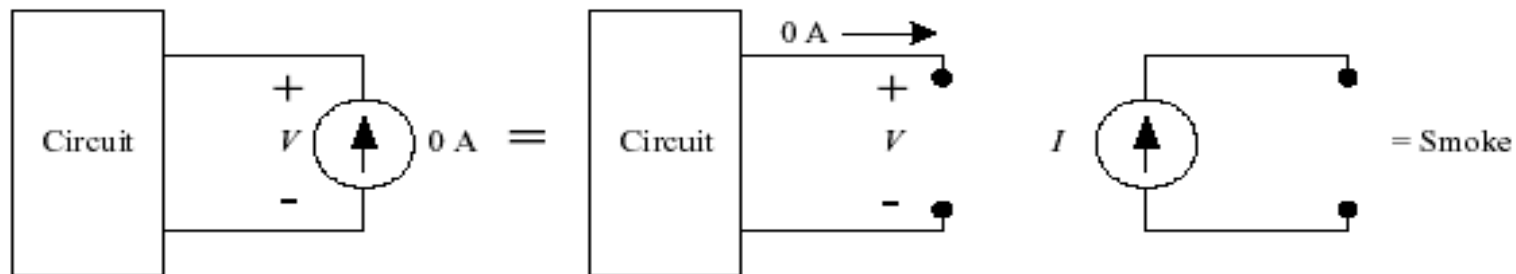 0 A
+
+
Circuit
V
0 A
=
Circuit
V
I
= Smoke
-
-